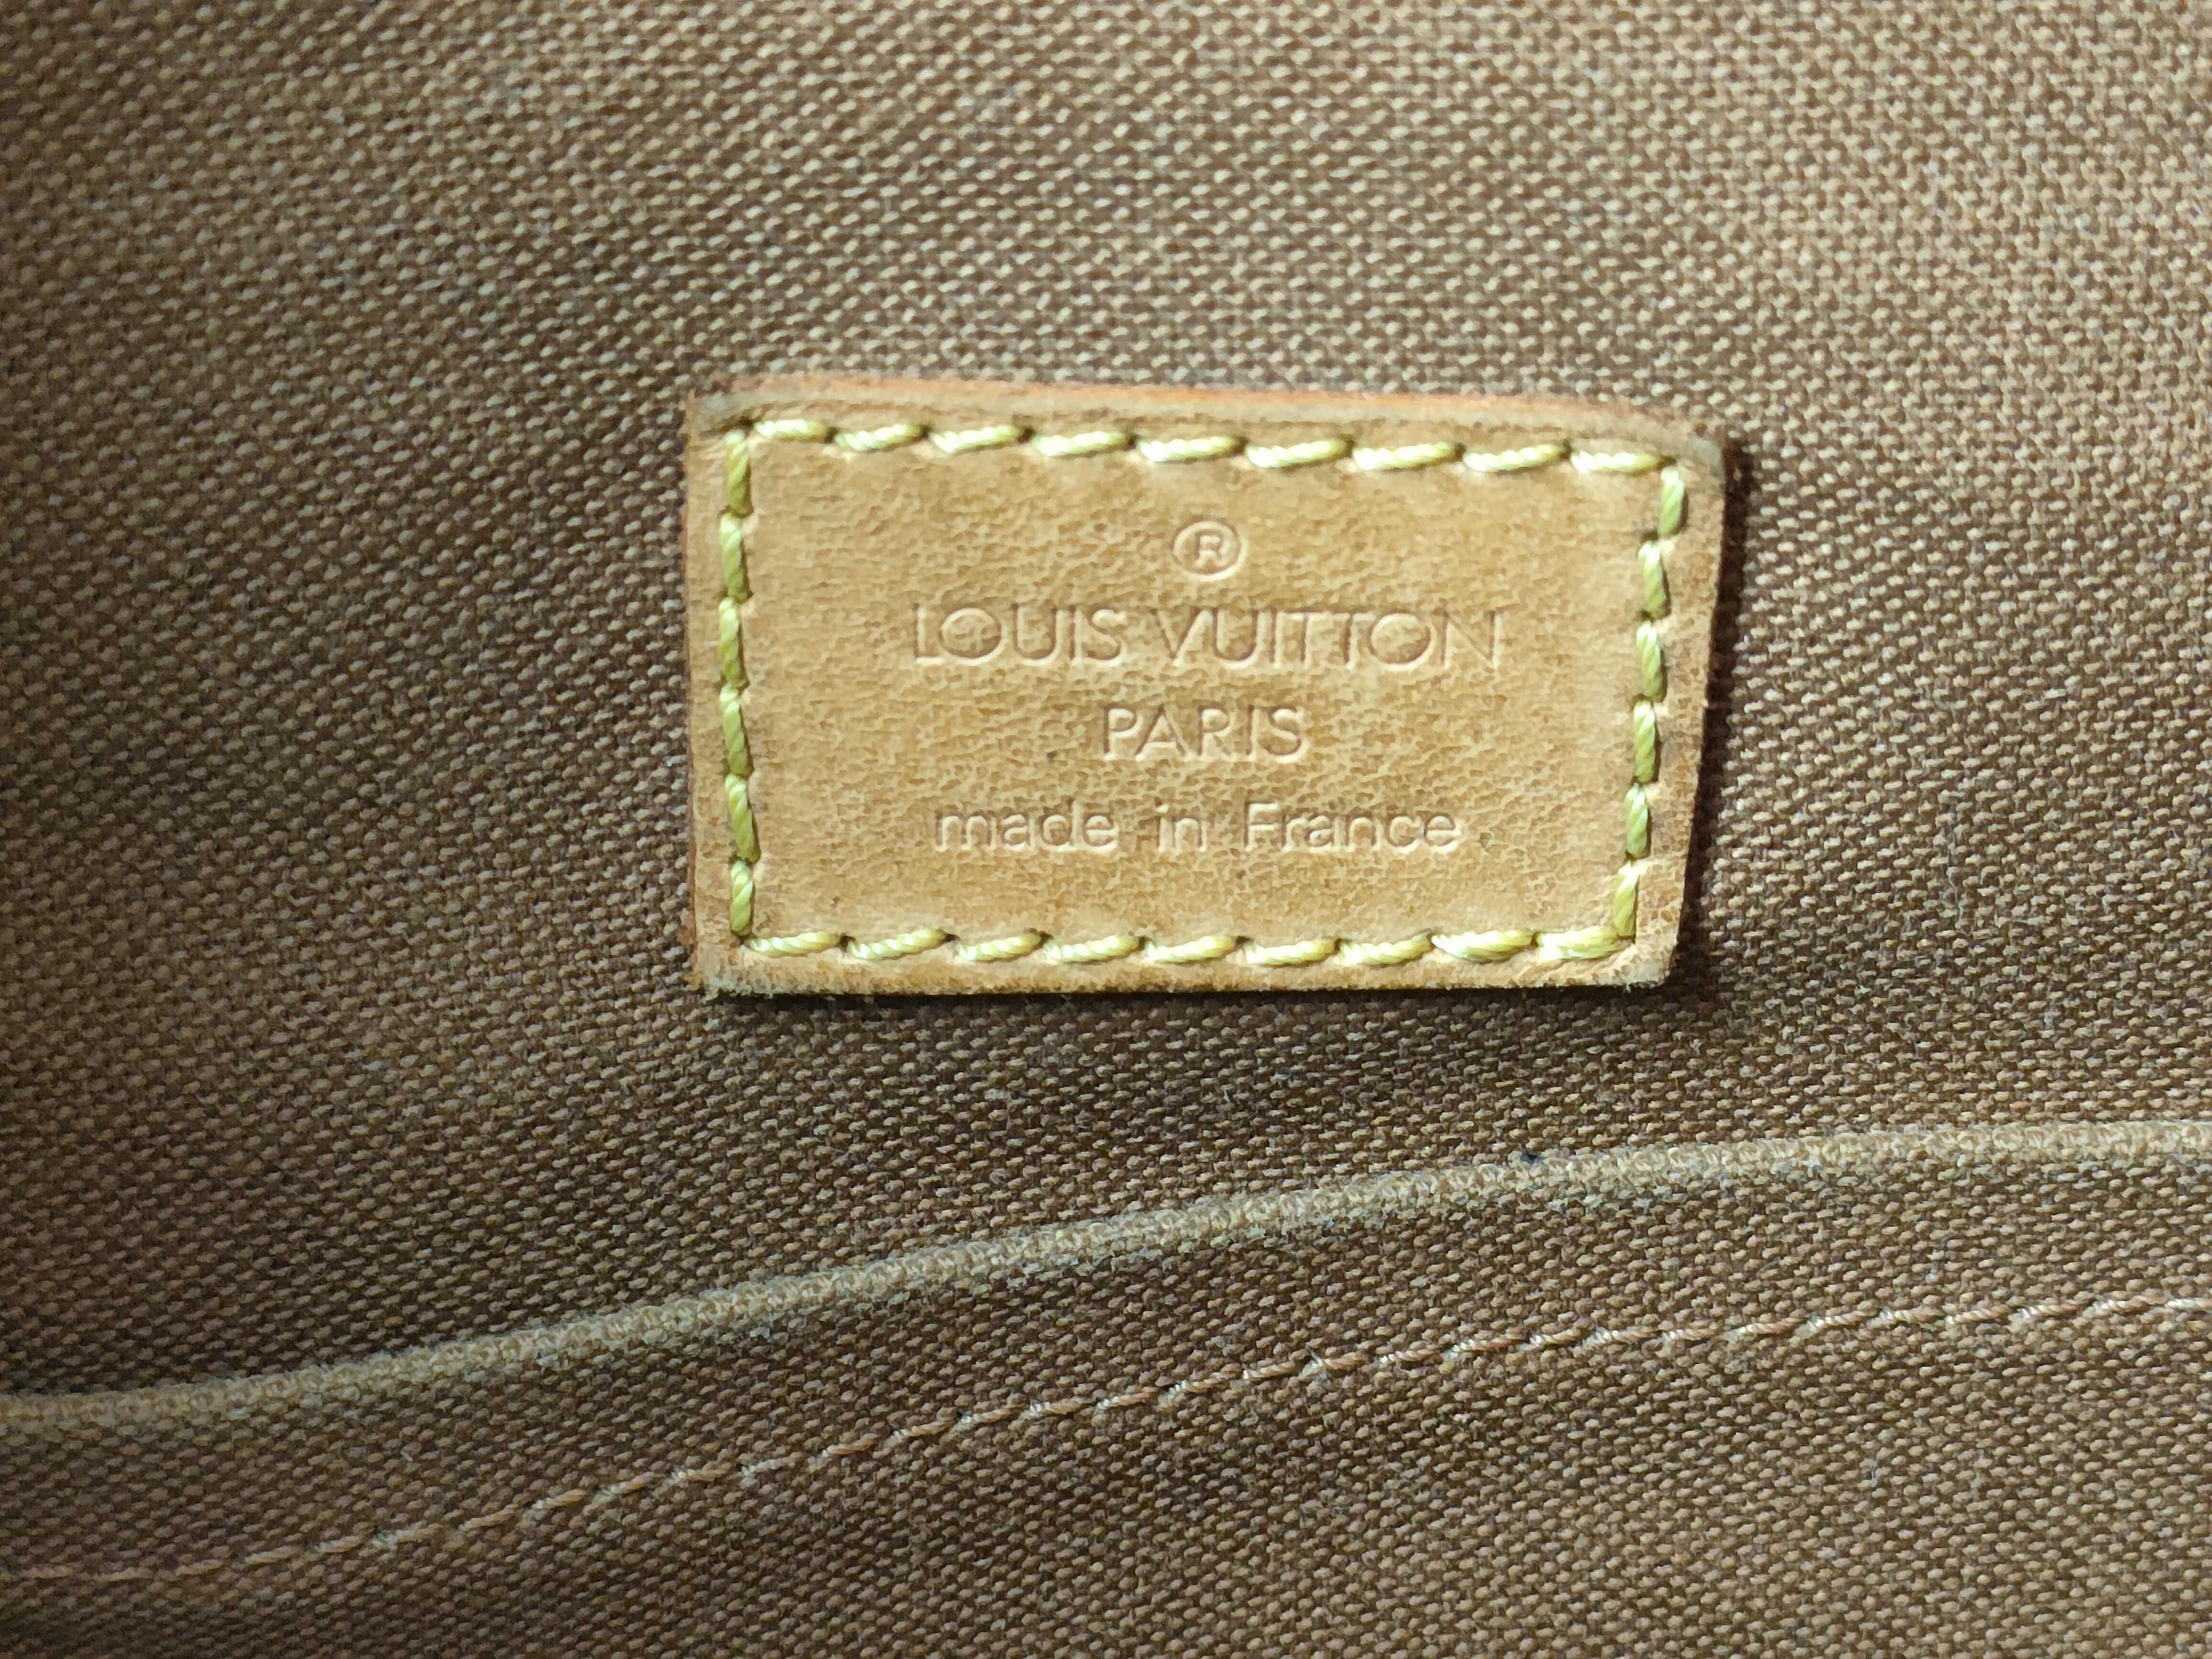 ®
LOUIS VUITTON
PARIS
made in France